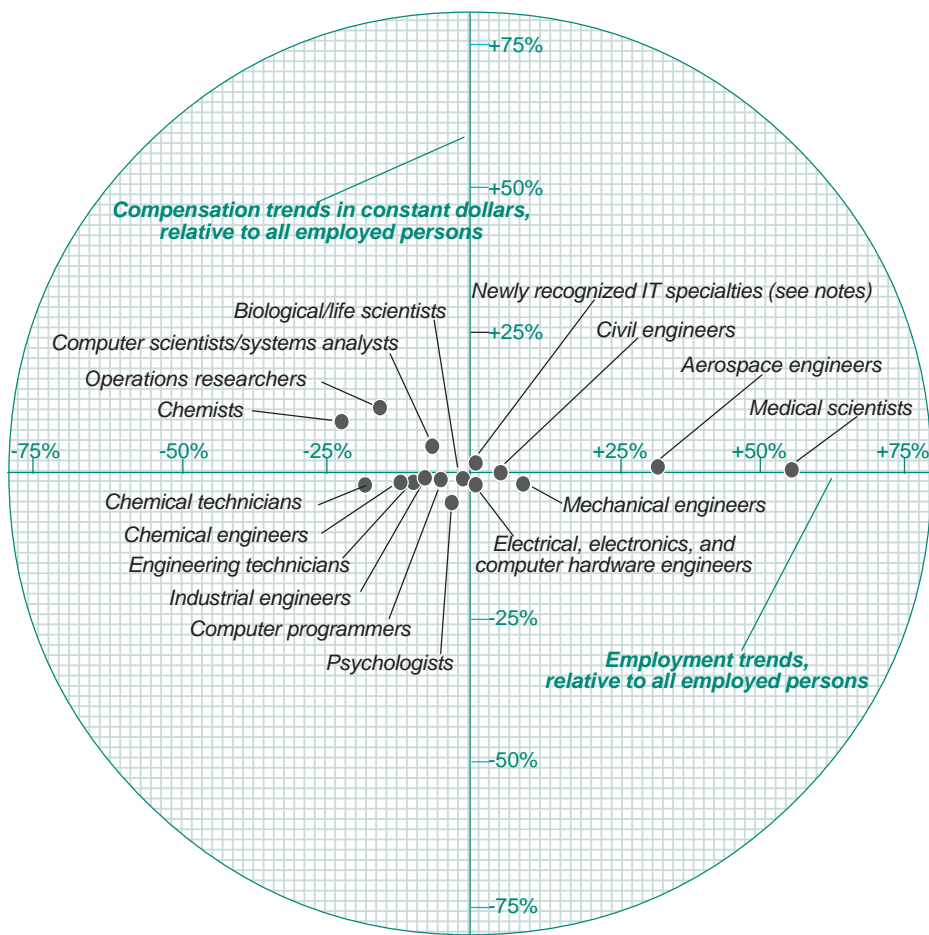 +75%
+50%
Compensation trends in constant dollars,
relative to all employed persons
Newly recognized IT specialties (see notes)
Biological/life scientists
+25%
Civil engineers
Computer scientists/systems analysts
Aerospace engineers
Operations researchers
Chemists
Medical scientists
-75%
-50%
-25%
+25%
+50%
+75%
Chemical technicians
Mechanical engineers
Chemical engineers
Electrical, electronics, and
computer hardware engineers
Engineering technicians
Industrial engineers
-25%
Computer programmers
Psychologists
Employment trends,
relative to all employed persons
-50%
-75%